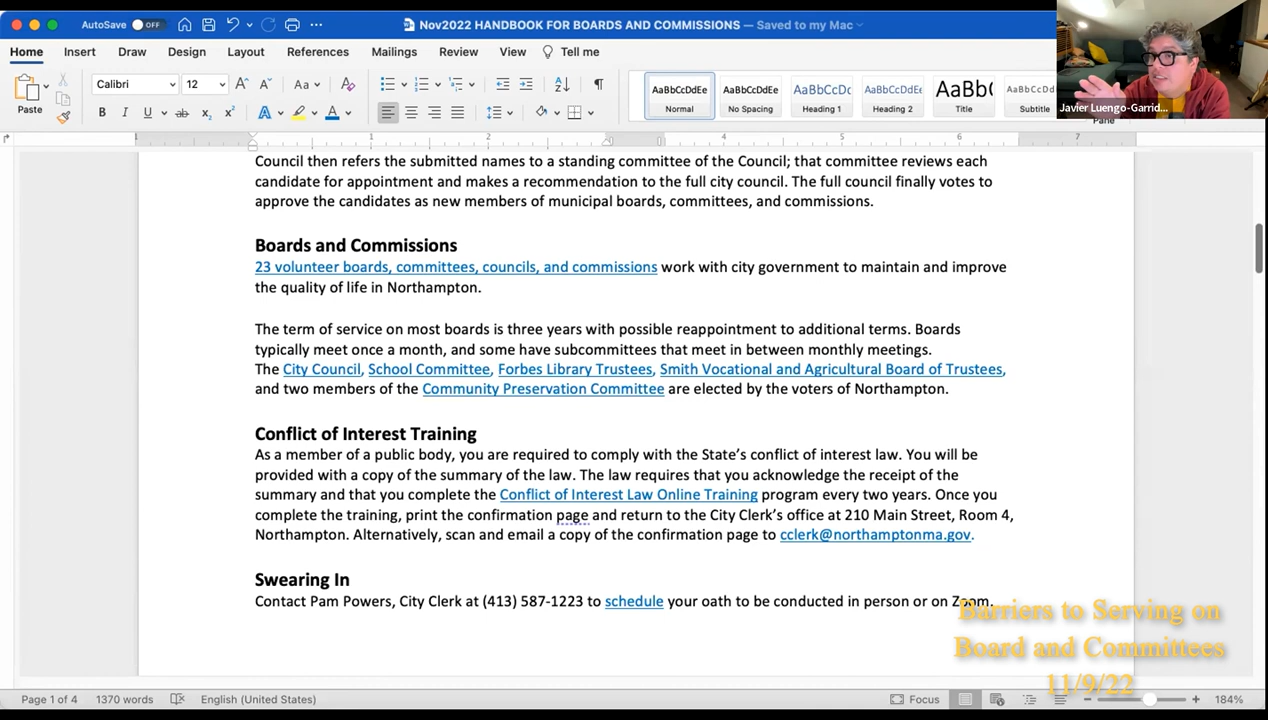 AutoSave OFF
Nov2022 HANDBOOK FOR BOARDS AND COMMISSIONS — Saved to my Mac
Home Insert Draw Design Layout References Mailings Review View Tell me
Paste
Calibri 12
AaBbCcDdEe AaBbCcDdEe AaBbCcDc AaBbCcDdEe AaBb( AaBbCcDdE
Normal No Spacing Heading 1 Heading 2 Title Subtitle
Pane
Javier Luengo-Garrid...
1 1 2 4 5 6 7
Council then refers the submitted names to a standing committee of the Council; that committee reviews each
candidate for appointment and makes a recommendation to the full city council. The full council finally votes to
approve the candidates as new members of municipal boards, committees, and commissions.
Boards and Commissions
23 volunteer boards, committees, councils, and commissions work with city government to maintain and improve
the quality of life in Northampton.
The term of service on most boards is three years with possible reappointment to additional terms. Boards
typically meet once a month, and some have subcommittees that meet in between monthly meetings.
The City Council, School Committee, Forbes Library Trustees, Smith Vocational and Agricultural Board of Trustees,
and two members of the Community Preservation Committee are elected by the voters of Northampton.
Conflict of Interest Training
As a member of a public body, you are required to comply with the State's conflict of interest law. You will be
provided with a copy of the summary of the law. The law requires that you acknowledge the receipt of the
summary and that you complete the Conflict of Interest Law Online Training program every two years. Once you
complete the training, print the confirmation page and return to the City Clerk's office at 210 Main Street, Room 4,
Northampton. Alternatively, scan and email a copy of the confirmation page to cclerk@northamptonma.gov.
Swearing In
Contact Pam Powers, City Clerk at (413) 587-1223 to schedule your oath to be conducted in person or on Zoom.
Barriers to Serving on
Board and Committees
11/9/22
Page 1 of 4 1370 words English (United States) Focus 184%